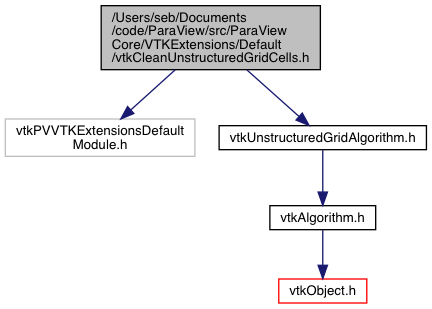 /Users/seb/Documents
/code/ParaView/src/ParaView
Core/VTKExtensions/Default
/vtkCleanUnstructuredGridCells.h
vtkPVVTKExtensionsDefault
Module.h
vtkUnstructuredGridAlgorithm.h
vtkAlgorithm.h
vtkObject.h